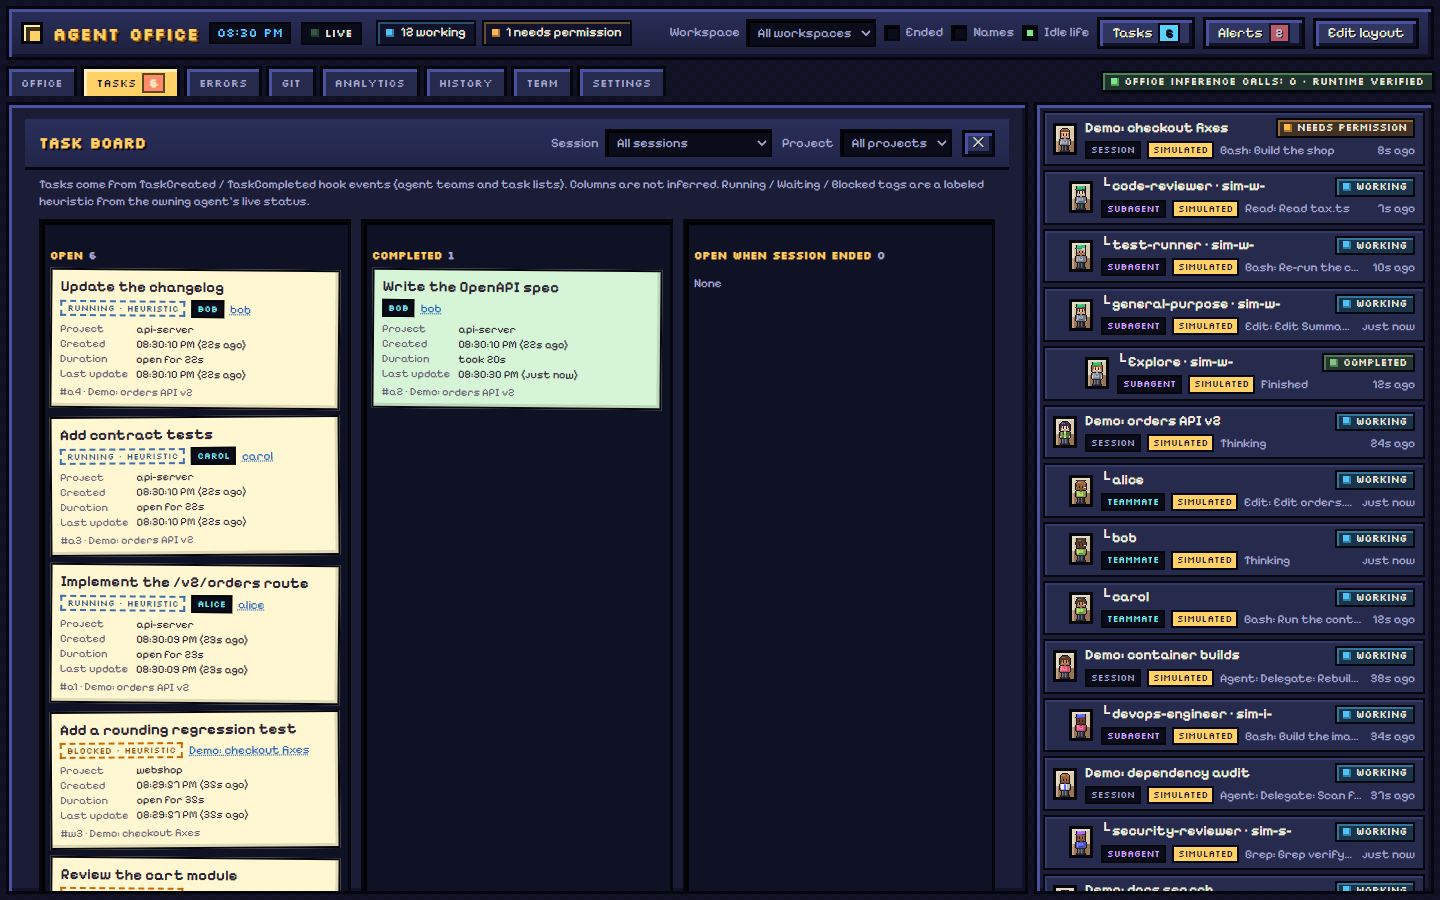 AGENT OFFICE
08:30 PM
LIVE
12 working
1 needs permission
Workspace
All workspaces
Ended
Names
Idle life
Tasks 6
Alerts 2
Edit layout
OFFICE
TASKS 6
ERRORS
GIT
ANALYTICS
HISTORY
TEAM
SETTINGS
OFFICE INFERENCE CALLS: 0 · RUNTIME VERIFIED
TASK BOARD
Session
All sessions
Project
All projects
Tasks come from TaskCreated / TaskCompleted hook events (agent teams and task lists). Columns are not inferred. Running / Waiting / Blocked tags are a labeled
heuristic from the owning agent's live status.
OPEN 6
Update the changelog
RUNNING · HEURISTIC BOB bob
Project api-server
Created 08:30:10 PM (22s ago)
Duration open for 22s
Last update 08:30:10 PM (22s ago)
#a4 · Demo: orders API v2
Add contract tests
RUNNING · HEURISTIC CAROL carol
Project api-server
Created 08:30:10 PM (22s ago)
Duration open for 22s
Last update 08:30:10 PM (22s ago)
#a3 · Demo: orders API v2
Implement the /v2/orders route
RUNNING · HEURISTIC ALICE alice
Project api-server
Created 08:30:09 PM (23s ago)
Duration open for 23s
Last update 08:30:09 PM (23s ago)
#a1 · Demo: orders API v2
Add a rounding regression test
BLOCKED · HEURISTIC Demo: checkout fixes
Project webshop
Created 08:29:57 PM (35s ago)
Duration open for 35s
Last update 08:29:57 PM (35s ago)
#w3 · Demo: checkout fixes
Review the cart module
COMPLETED 1
Write the OpenAPI spec
BOB bob
Project api-server
Created 08:30:10 PM (22s ago)
Duration took 20s
Last update 08:30:30 PM (just now)
#a2 · Demo: orders API v2
OPEN WHEN SESSION ENDED 0
None
Demo: checkout fixes NEEDS PERMISSION
SESSION SIMULATED Bash: Build the shop 8s ago
code-reviewer · sim-w- WORKING
SUBAGENT SIMULATED Read: Read tax.ts 7s ago
test-runner · sim-w- WORKING
SUBAGENT SIMULATED Bash: Re-run the c... 10s ago
general-purpose · sim-w- WORKING
SUBAGENT SIMULATED Edit: Edit Summa... just now
Explore · sim-w- COMPLETED
SUBAGENT SIMULATED Finished 12s ago
Demo: orders API v2 WORKING
SESSION SIMULATED Thinking 24s ago
alice WORKING
TEAMMATE SIMULATED Edit: Edit orders.... just now
bob WORKING
TEAMMATE SIMULATED Thinking just now
carol WORKING
TEAMMATE SIMULATED Bash: Run the cont... 12s ago
Demo: container builds WORKING
SESSION SIMULATED Agent: Delegate: Rebuil... 38s ago
devops-engineer · sim-i- WORKING
SUBAGENT SIMULATED Bash: Build the ima... 34s ago
Demo: dependency audit WORKING
SESSION SIMULATED Agent: Delegate: Scan f... 37s ago
security-reviewer · sim-s- WORKING
SUBAGENT SIMULATED Grep: Grep verify... just now
Demo: docs search WORKING